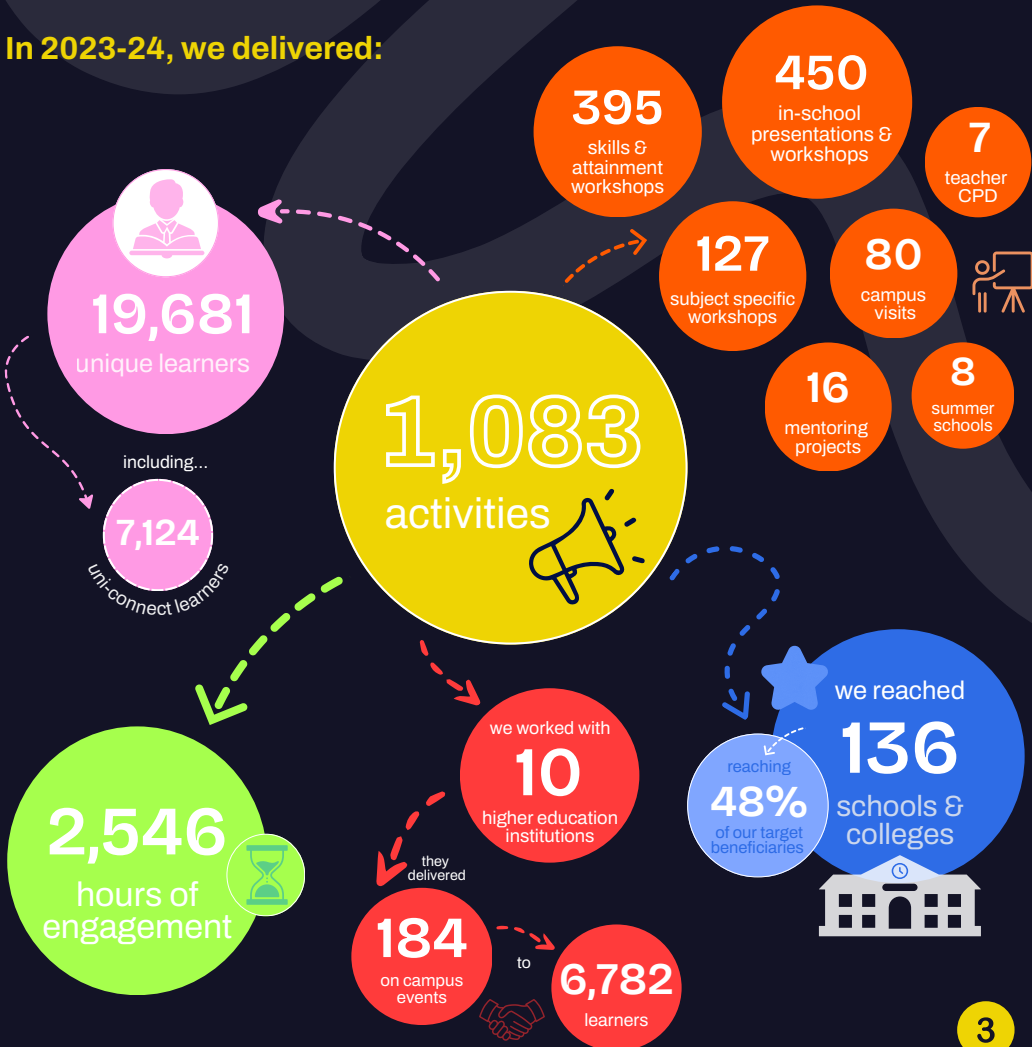 In 2023-24, we delivered:
395
skills &
attainment
workshops
450
in-school
presentations &
workshops
7
teacher
CPD
127
subject specific
workshops
80
campus
visits
16
mentoring
projects
8
summer
schools
19,681
unique learners
including...
7,124
uni-connect learners
1,083
activities
2,546
hours of
engagement
we worked with
10
higher education
institutions
they
delivered
184
on campus
events
to
6,782
learners
we reached
136
schools &
colleges
reaching
48%
of our target
beneficiaries
3